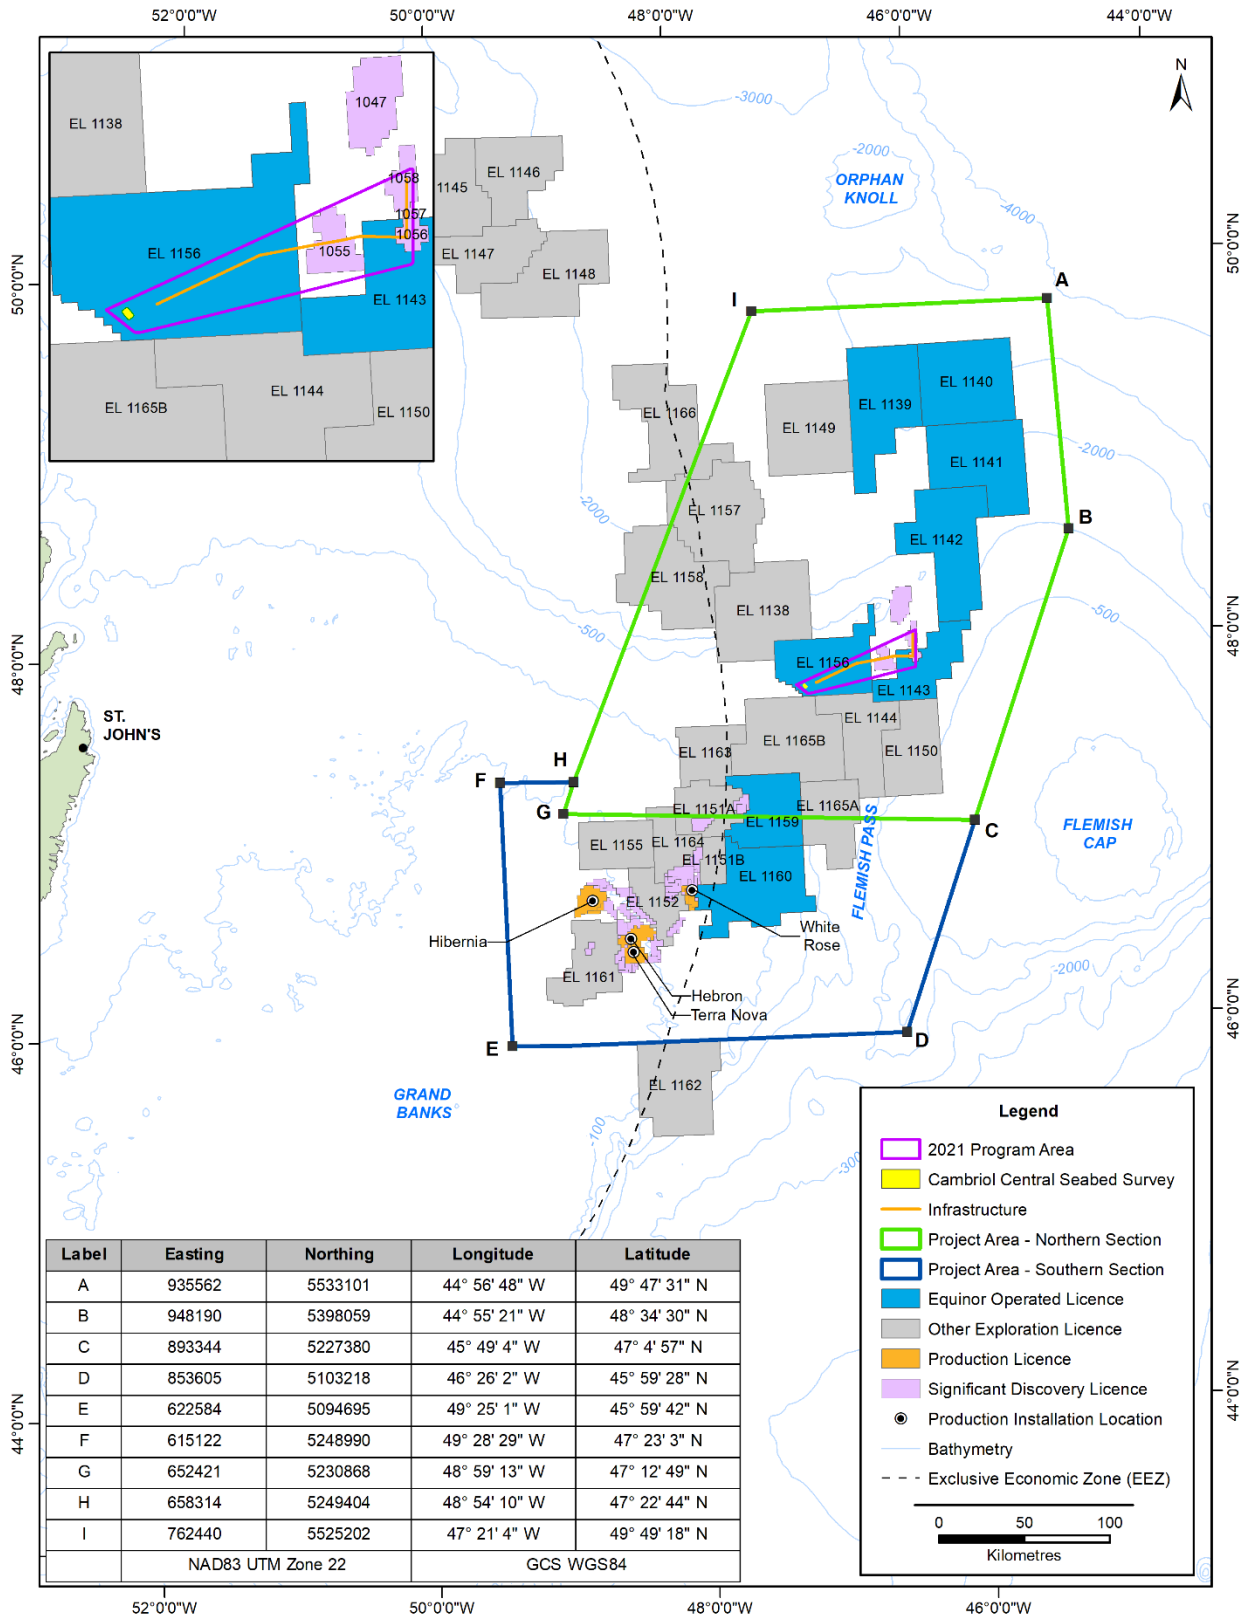 52°0'0"W 50°0'0"W 48°0'0"W 46°0'0"W 44°0'0"W
N
EL 1138
1047
1058
1057
1056
1055
EL 1156
EL 1143
EL 1144
EL 1165B
EL 1150
-3000
-2000
ORPHAN
KNOLL
-4000
1145
EL 1146
EL 1147
EL 1148
50°0'0"N
50°0'0"N
I
A
EL 1140
EL 1139
EL 1166
EL 1149
-2000
EL 1141
-2000
EL 1157
B
EL 1142
EL 1158
-500
EL 1138
-500
48°0'0"N
48°0'0"N
EL 1156
EL 1143
ST.
JOHN'S
EL 1144
EL 1163
EL 1165B
EL 1150
F
H
G
EL 1151A
EL 1165A
EL 1159
C
FLEMISH PASS
FLEMISH
CAP
EL 1155
EL 1164
EL 1151B
EL 1160
EL 1152
Hibernia
White
Rose
EL 1161
-2000
Hebron
Terra Nova
46°0'0"N
46°0'0"N
E
D
EL 1162
GRAND
BANKS
-100
-300
Legend
2021 Program Area
Cambriol Central Seabed Survey
Infrastructure
Project Area - Northern Section
Project Area - Southern Section
Equinor Operated Licence
Other Exploration Licence
Production Licence
Significant Discovery Licence
Production Installation Location
Bathymetry
Exclusive Economic Zone (EEZ)
0 50 100
Kilometres
44°0'0"N
44°0'0"N
Label Easting Northing Longitude Latitude
A 935562 5533101 44° 56' 48" W 49° 47' 31" N
B 948190 5398059 44° 55' 21" W 48° 34' 30" N
C 893344 5227380 45° 49' 4" W 47° 4' 57" N
D 853605 5103218 46° 26' 2" W 45° 59' 28" N
E 622584 5094695 49° 25' 1" W 45° 59' 42" N
F 615122 5248990 49° 28' 29" W 47° 23' 3" N
G 652421 5230868 48° 59' 13" W 47° 12' 49" N
H 658314 5249404 48° 54' 10" W 47° 22' 44" N
I 762440 5525202 47° 21' 4" W 49° 49' 18" N
NAD83 UTM Zone 22 GCS WGS84
52°0'0"W 50°0'0"W 48°0'0"W 46°0'0"W